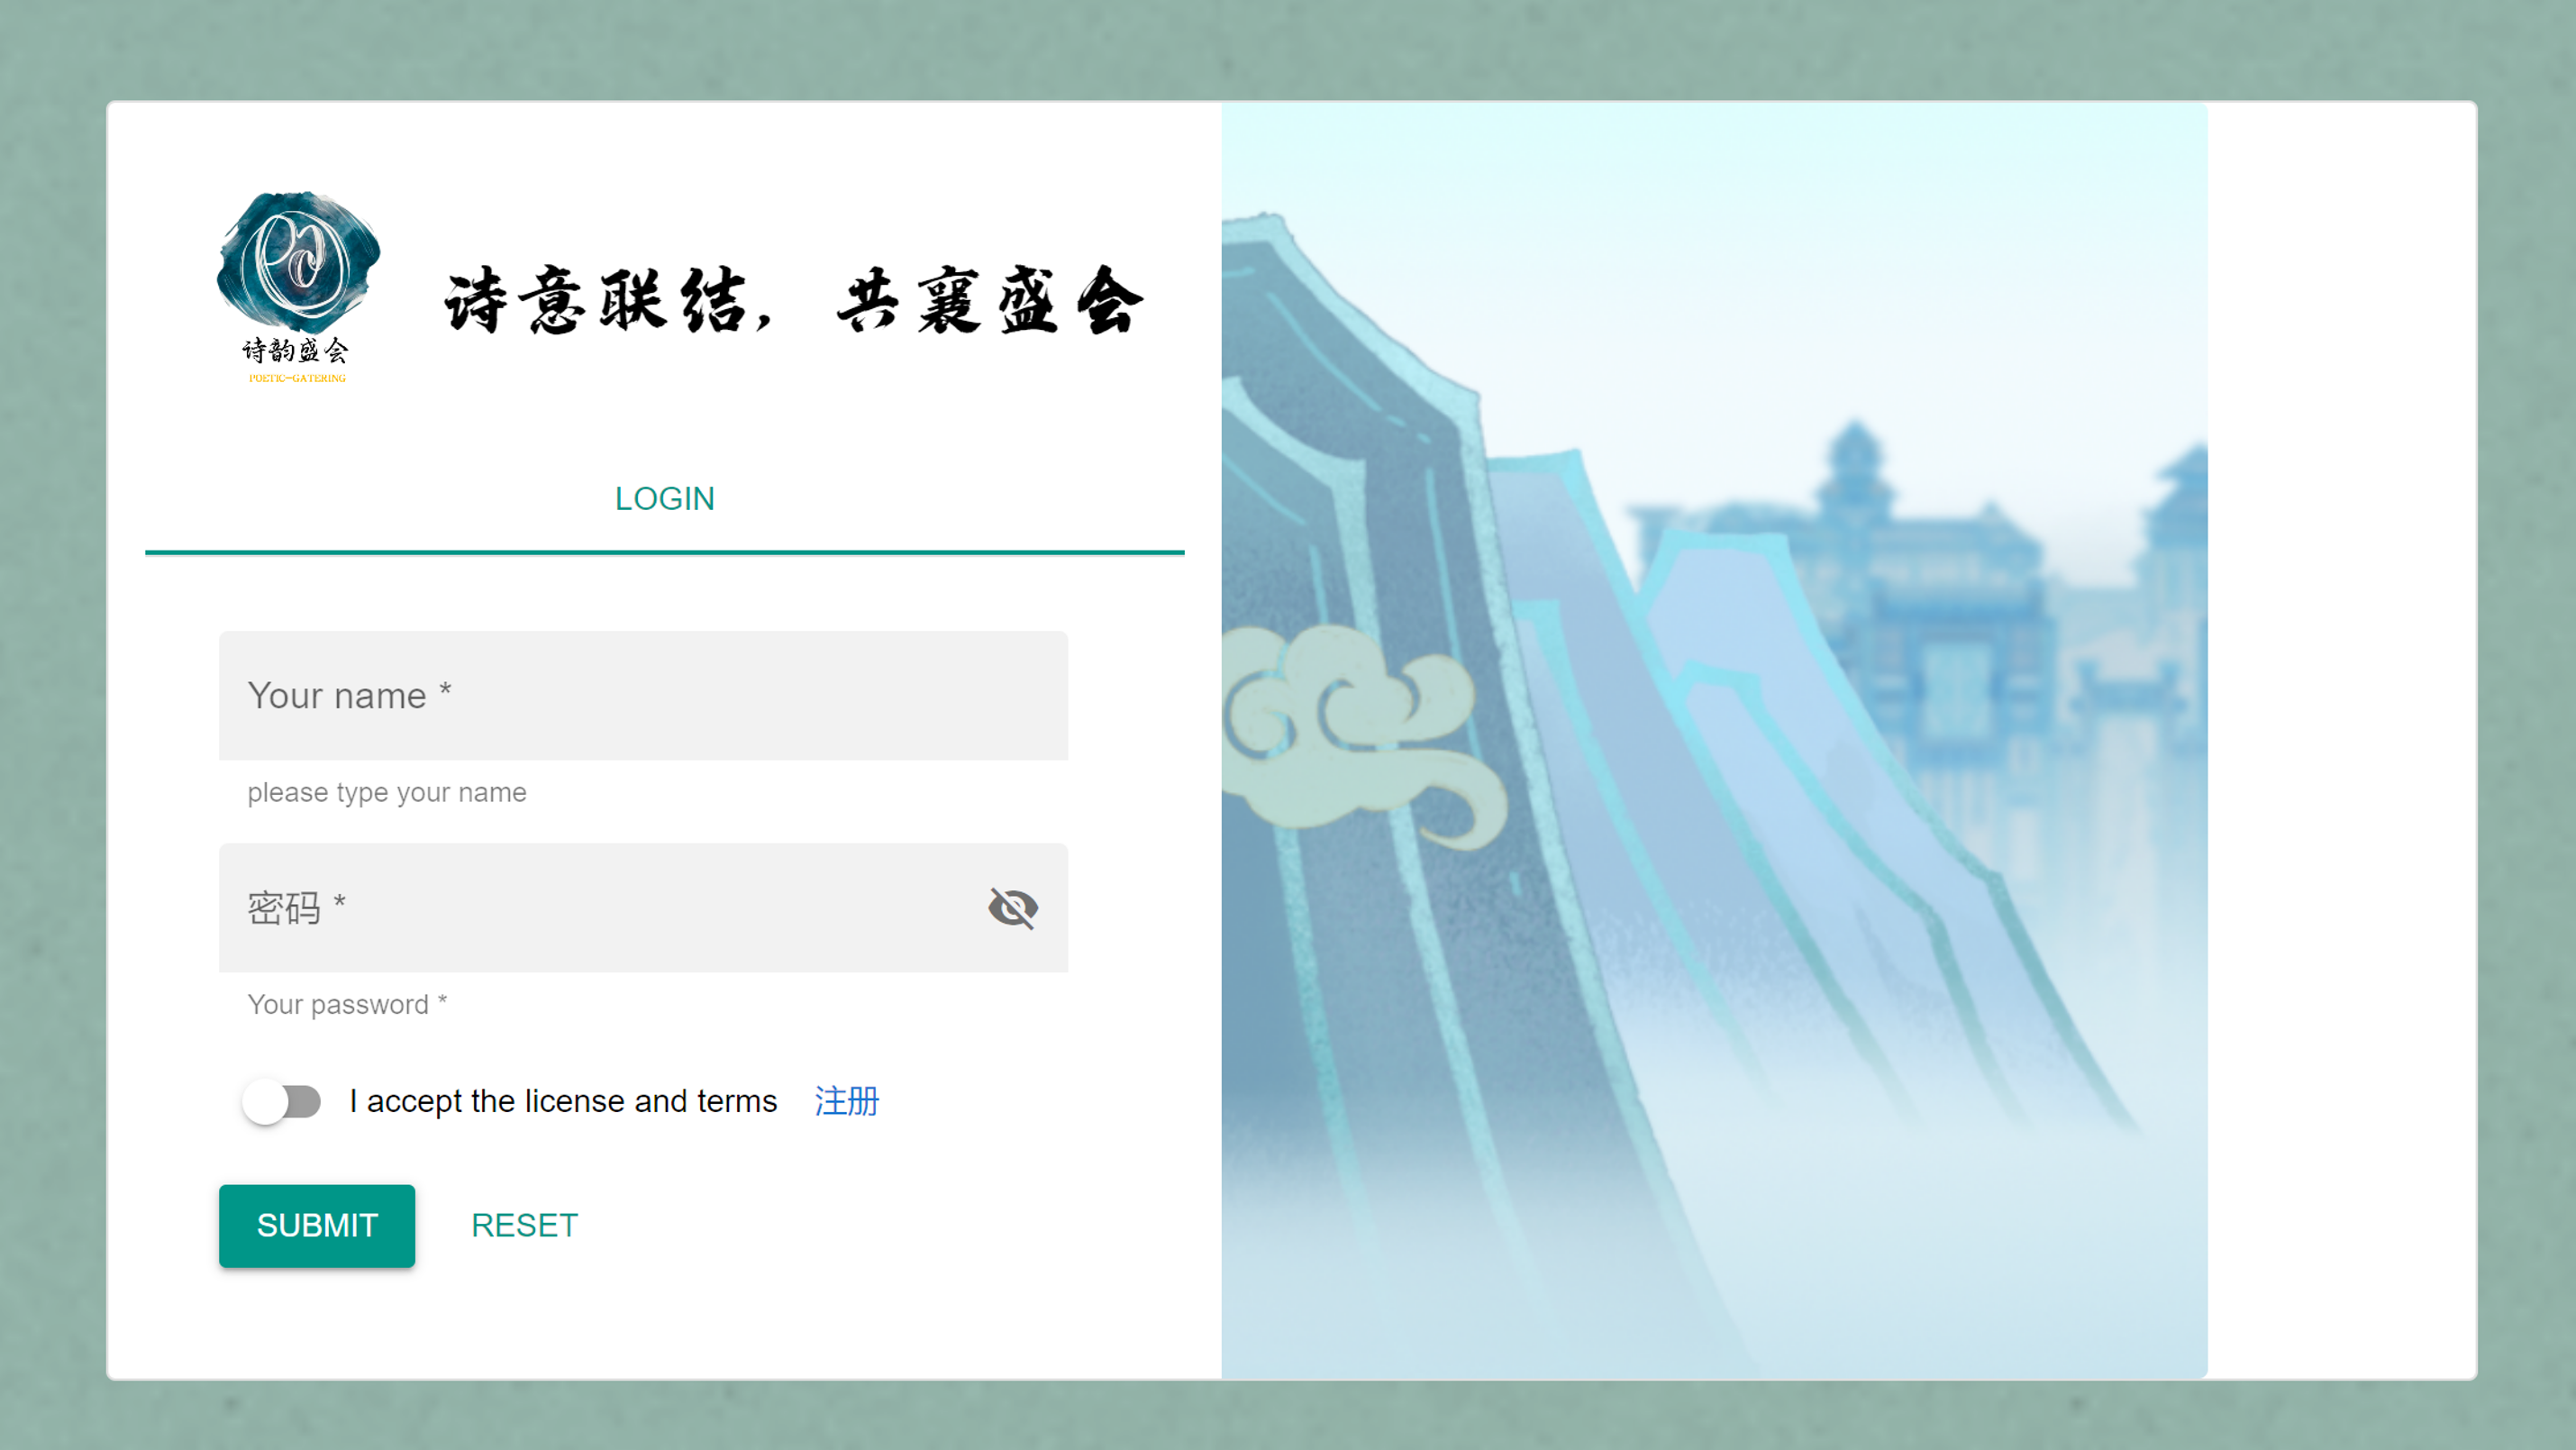 诗意联结，共襄盛会
诗韵盛会
POETIC-GATERING
LOGIN
Your name *
please type your name
密码 *
Your password *
I accept the license and terms 注册
SUBMIT RESET